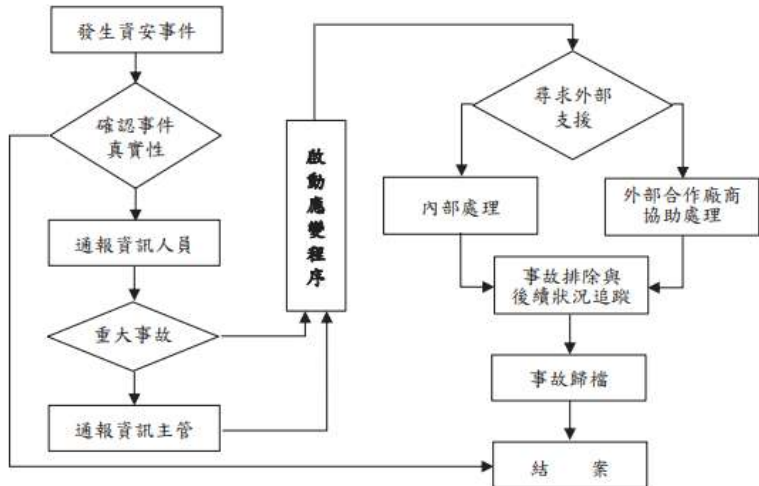 發生資安事件
確認事件
真實性
通報資訊人員
重大事故
通報資訊主管
啟動應變程序
尋求外部
支援
內部處理
外部合作廠商
協助處理
事故排除與
後續狀況追蹤
事故歸檔
結 案